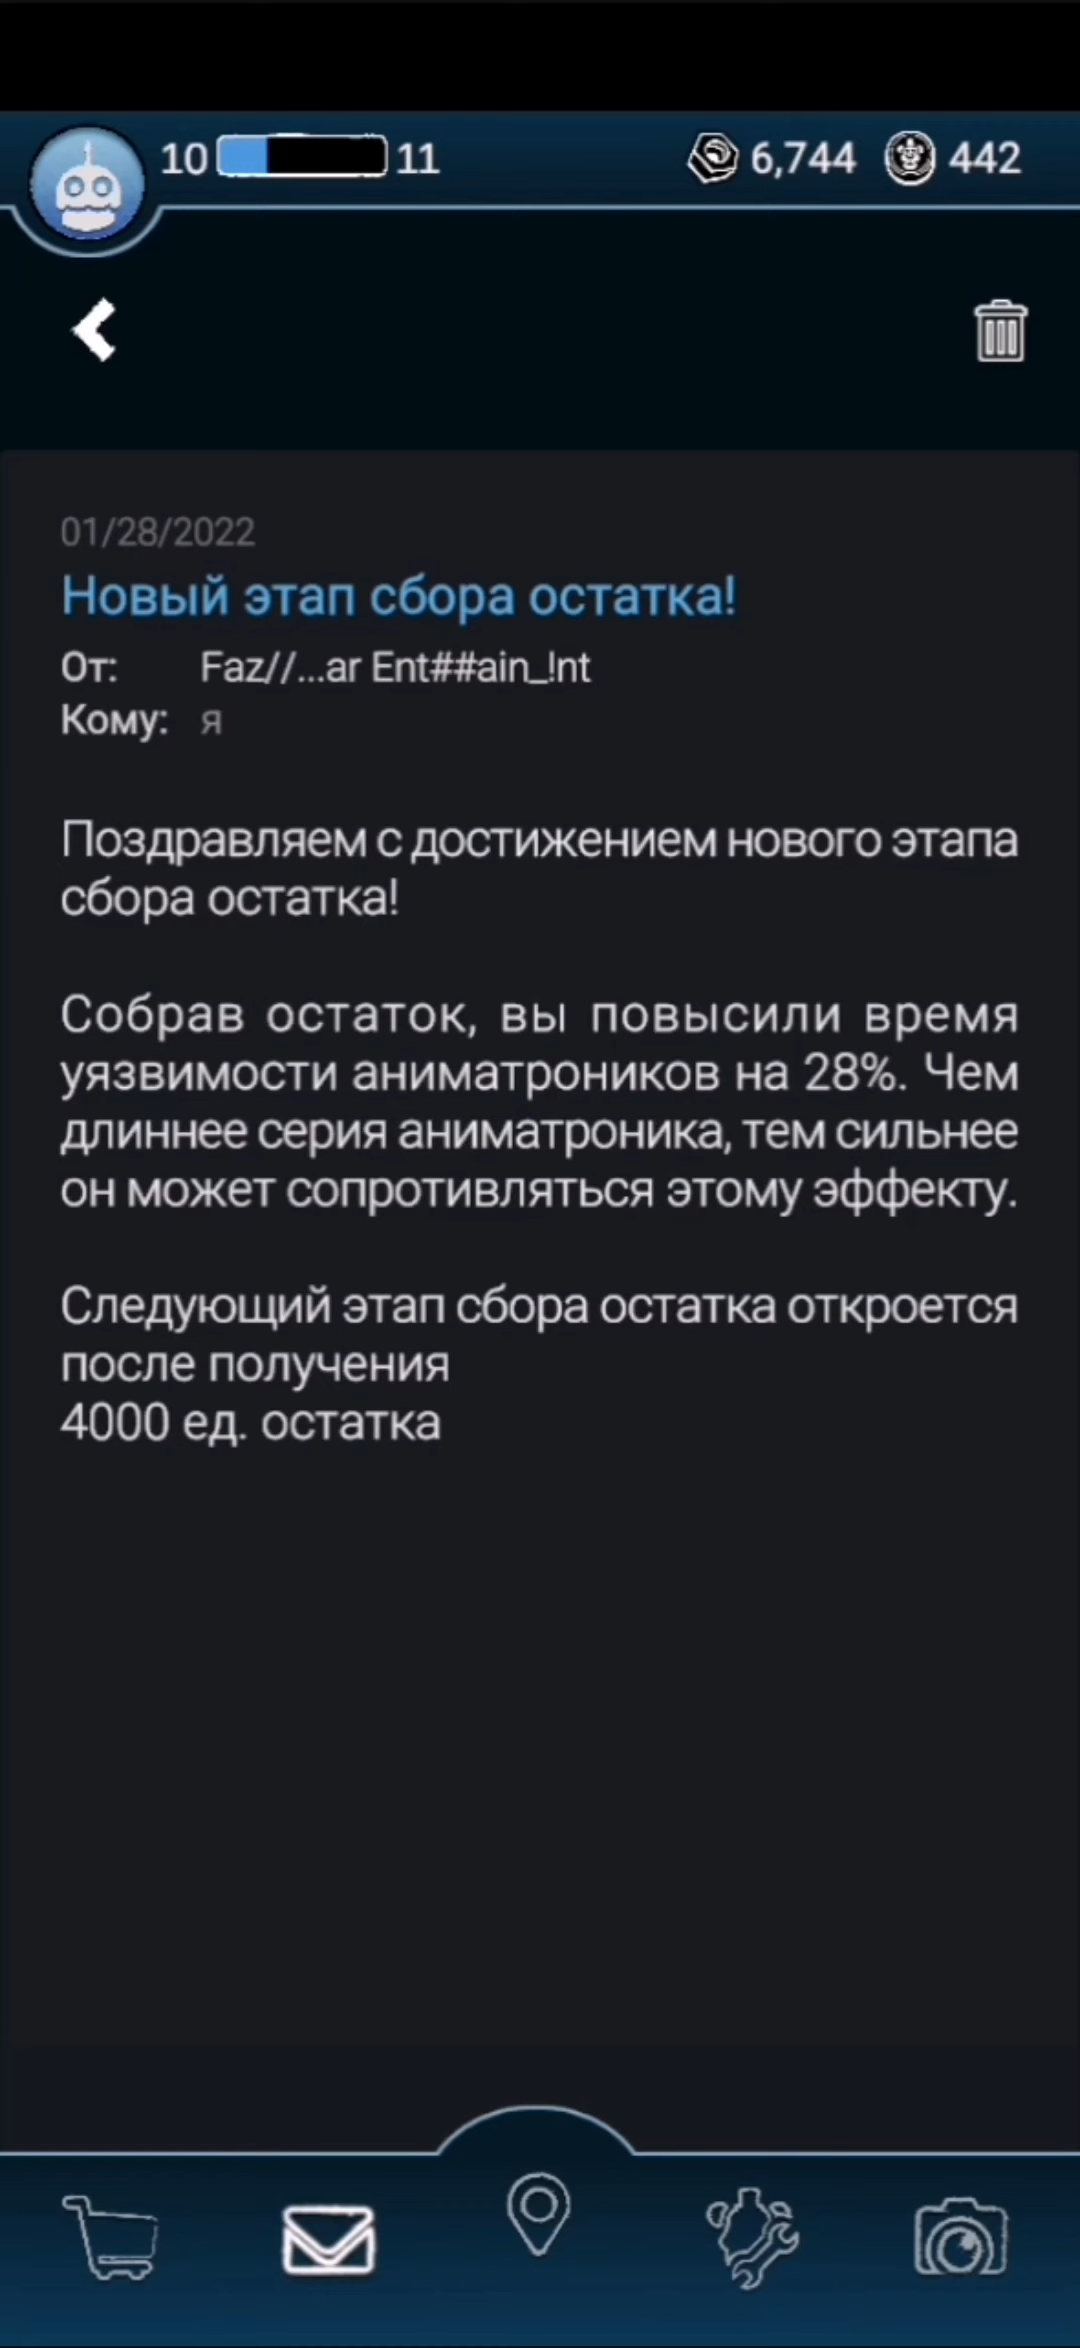 10 11 6,744 442
01/28/2022
Новый этап сбора остатка!
От: Faz//...ar Ent##ain_!nt
Кому: я
Поздравляем с достижением нового этапа
сбора остатка!
Собрав остаток, вы повысили время
уязвимости аниматроников на 28%. Чем
длиннее серия аниматроника, тем сильнее
он может сопротивляться этому эффекту.
Следующий этап сбора остатка откроется
после получения
4000 ед. остатка